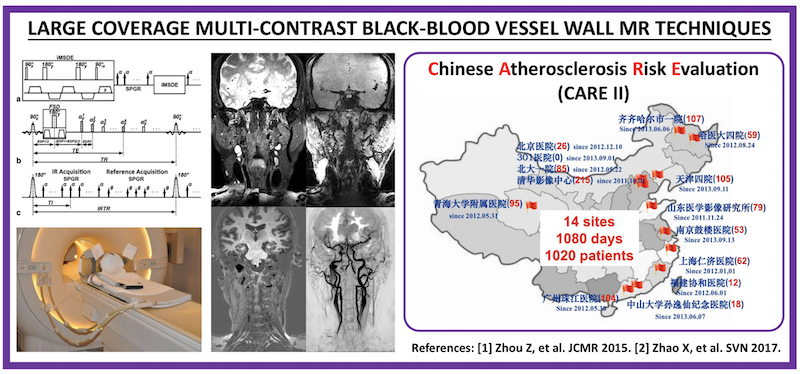 LARGE COVERAGE MULTI-CONTRAST BLACK-BLOOD VESSEL WALL MR TECHNIQUES
iMSDE
90°
180°
180°
90°
α
α
α
SPGR
iMSDE
a
FSD
90°
180°
α
α
α
α
90°
TE
b
TR
IR Acquisition
SPGR
Reference Acquisition
SPGR
180°
180°
α
α
α
TI
c
IRTR
Chinese Atherosclerosis Risk Evaluation
(CARE II)
齐齐哈尔市一院(107)
Since 2013.06.06
哈医大四院(59)
Since 2012.08.24
北京医院(26) since 2012.12.10
301医院(0) since 2013.09.01
北大一院(85) since 2012.05.22
清华影像中心(215) since 2011.
天津四院(105)
Since 2013.09.11
青海大学附属医院(95)
since 2012.05.31
山东医学影像研究所(79)
Since 2011.11.24
南京鼓楼医院(53)
Since 2013.09.13
14 sites
1080 days
1020 patients
上海仁济医院(62)
Since 2012.01.01
福建协和医院(12)
Since 2012.06.01
广州珠江医院(104)
Since 2012.05.30
中山大学孙逸仙纪念医院(18)
Since 2013.06.07
References: [1] Zhou Z, et al. JCMR 2015. [2] Zhao X, et al. SVN 2017.